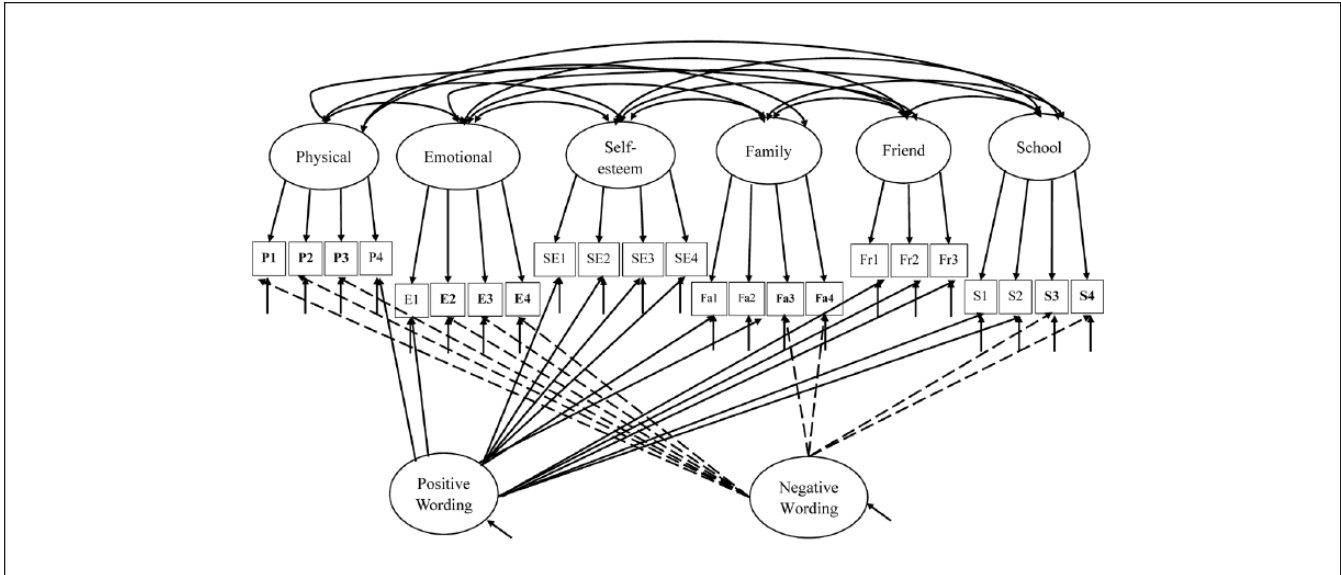 Physical
Emotional
Self-
esteem
Family
Friend
School
P1 P2 P3 P4
E1 E2 E3 E4
SE1 SE2 SE3 SE4
Fa1 Fa2 Fa3 Fa4
Fr1 Fr2 Fr3
S1 S2 S3 S4
Positive
Wording
Negative
Wording